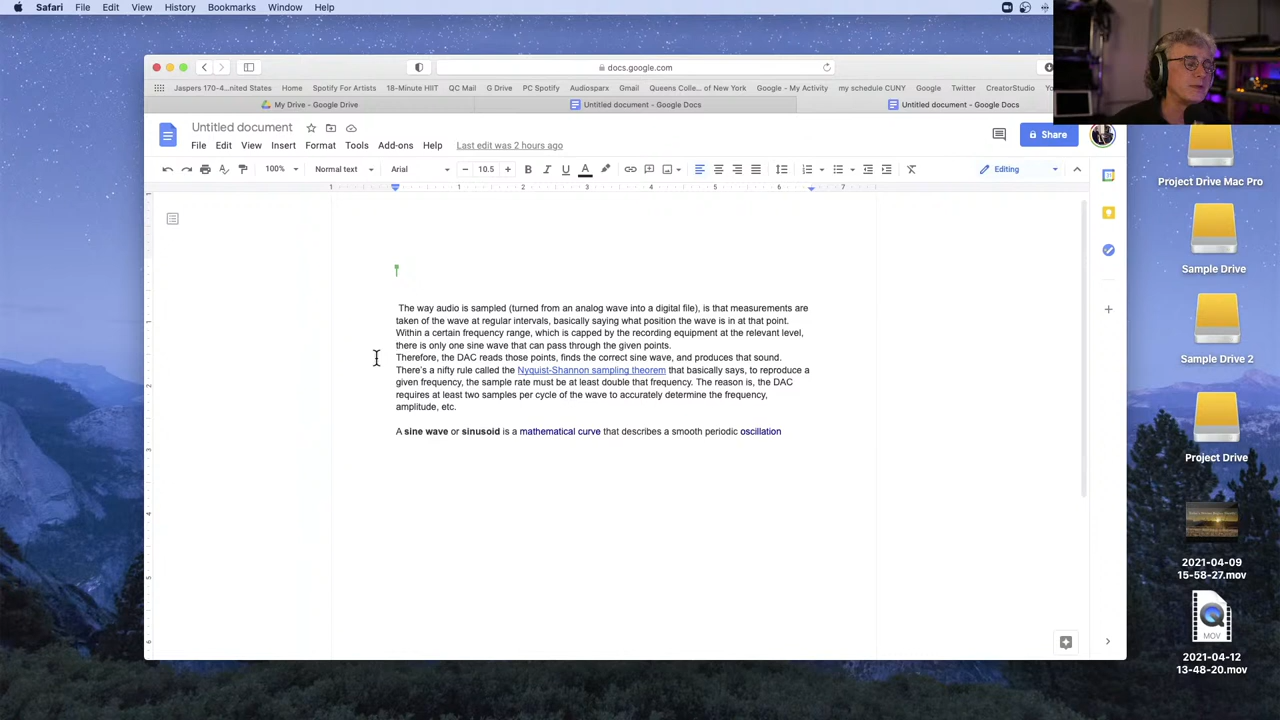 Safari File Edit View History Bookmarks Window Help
docs.google.com
Jaspers 170-4...united States Home Spotify For Artists 18-Minute HIIT QC Mail G Drive PC Spotify Audiosparx Gmail Queens Colle...ng Options Google - My Activity my schedule CUNY Google Twitter CreatorStudio
My Drive - Google Drive Untitled document - Google Docs Untitled document - Google Docs
Untitled document
File Edit View Insert Format Tools Add-ons Help Last edit was 2 hours ago
Share
100% Normal text Arial 10.5 B I U A Editing
1 1 2 3 4 5 6 7
The way audio is sampled (turned from an analog wave into a digital file), is that measurements are
taken of the wave at regular intervals, basically saying what position the wave is in at that point.
Within a certain frequency range, which is capped by the recording equipment at the relevant level,
there is only one sine wave that can pass through the given points.
Therefore, the DAC reads those points, finds the correct sine wave, and produces that sound.
There's a nifty rule called the Nyquist-Shannon sampling theorem that basically says, to reproduce a
given frequency, the sample rate must be at least double that frequency. The reason is, the DAC
requires at least two samples per cycle of the wave to accurately determine the frequency,
amplitude, etc.
A sine wave or sinusoid is a mathematical curve that describes a smooth periodic oscillation
Project Drive Mac Pro
Sample Drive
Sample Drive 2
Project Drive
2021-04-09
15-58-27.mov
MOV
2021-04-12
13-48-20.mov